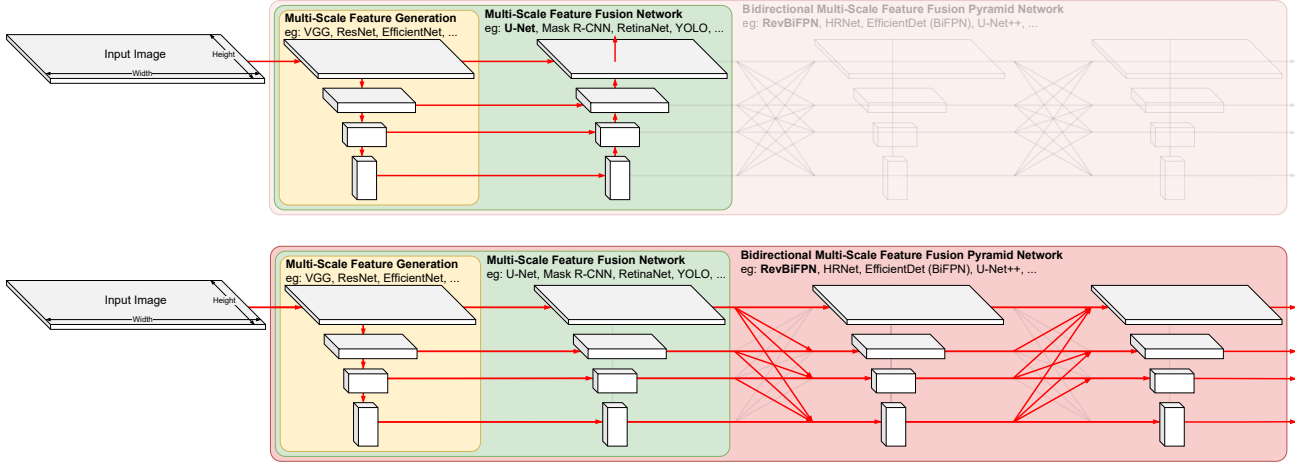 Multi-Scale Feature Generation
eg: VGG, ResNet, EfficientNet, ...
Multi-Scale Feature Fusion Network
eg: U-Net, Mask R-CNN, RetinaNet, YOLO, ...
Bidirectional Multi-Scale Feature Fusion Pyramid Network
eg: RevBiFPN, HRNet, EfficientDet (BiFPN), U-Net++, ...
Input Image
Height
Width
Multi-Scale Feature Generation
eg: VGG, ResNet, EfficientNet, ...
Multi-Scale Feature Fusion Network
eg: U-Net, Mask R-CNN, RetinaNet, YOLO, ...
Bidirectional Multi-Scale Feature Fusion Pyramid Network
eg: RevBiFPN, HRNet, EfficientDet (BiFPN), U-Net++, ...
Input Image
Height
Width